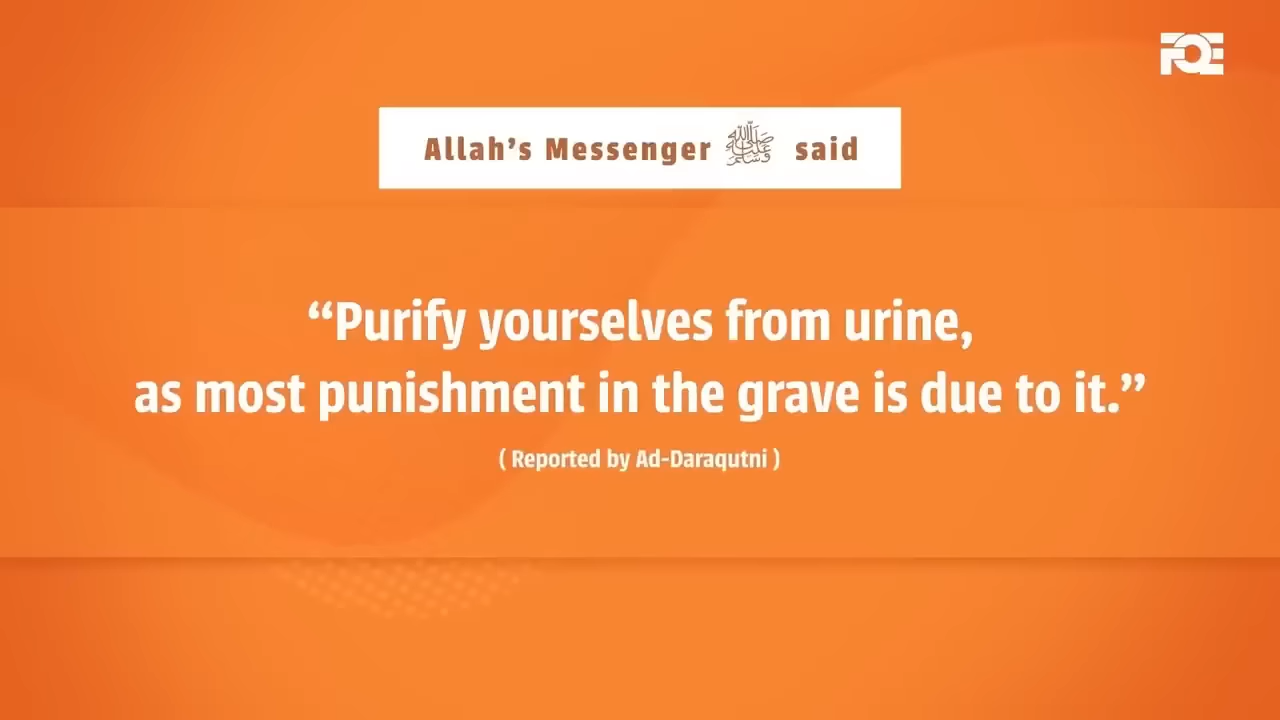 FQE
Allah’s Messenger ﷺ said
“Purify yourselves from urine,
as most punishment in the grave is due to it.”
( Reported by Ad-Daraqutni )